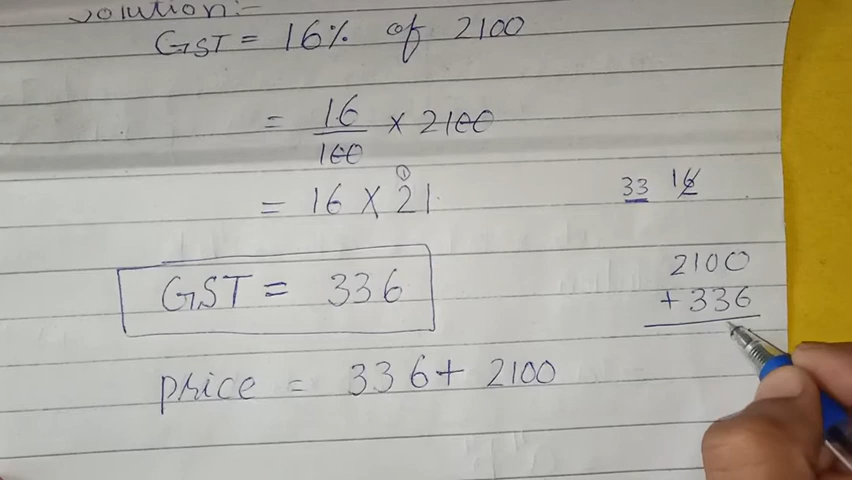 Solution:-
GST = 16% of 2100
= 16/100 × 2100
1
= 16 × 21
33 16
GST = 336
2100
+ 336
price = 336 + 2100